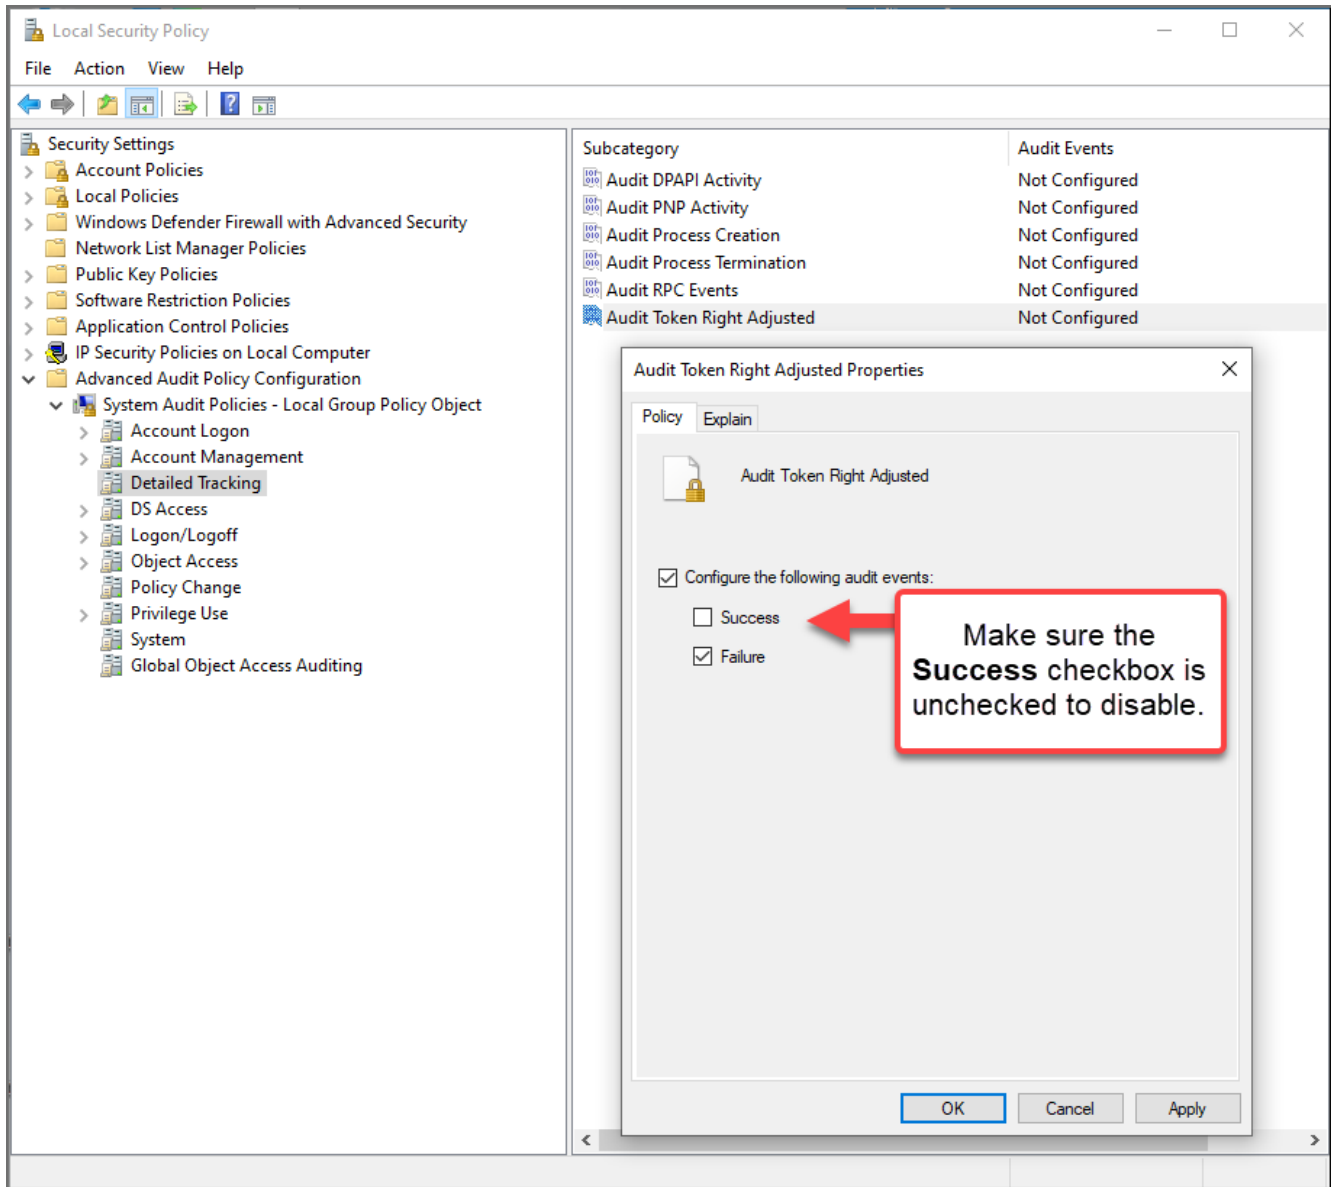 Local Security Policy
File Action View Help
Security Settings
Account Policies
Local Policies
Windows Defender Firewall with Advanced Security
Network List Manager Policies
Public Key Policies
Software Restriction Policies
Application Control Policies
IP Security Policies on Local Computer
Advanced Audit Policy Configuration
System Audit Policies - Local Group Policy Object
Account Logon
Account Management
Detailed Tracking
DS Access
Logon/Logoff
Object Access
Policy Change
Privilege Use
System
Global Object Access Auditing
Subcategory Audit Events
Audit DPAPI Activity Not Configured
Audit PNP Activity Not Configured
Audit Process Creation Not Configured
Audit Process Termination Not Configured
Audit RPC Events Not Configured
Audit Token Right Adjusted Not Configured
Audit Token Right Adjusted Properties
Policy Explain
Audit Token Right Adjusted
Configure the following audit events:
Success
Failure
Make sure the
Success checkbox is
unchecked to disable.
OK Cancel Apply